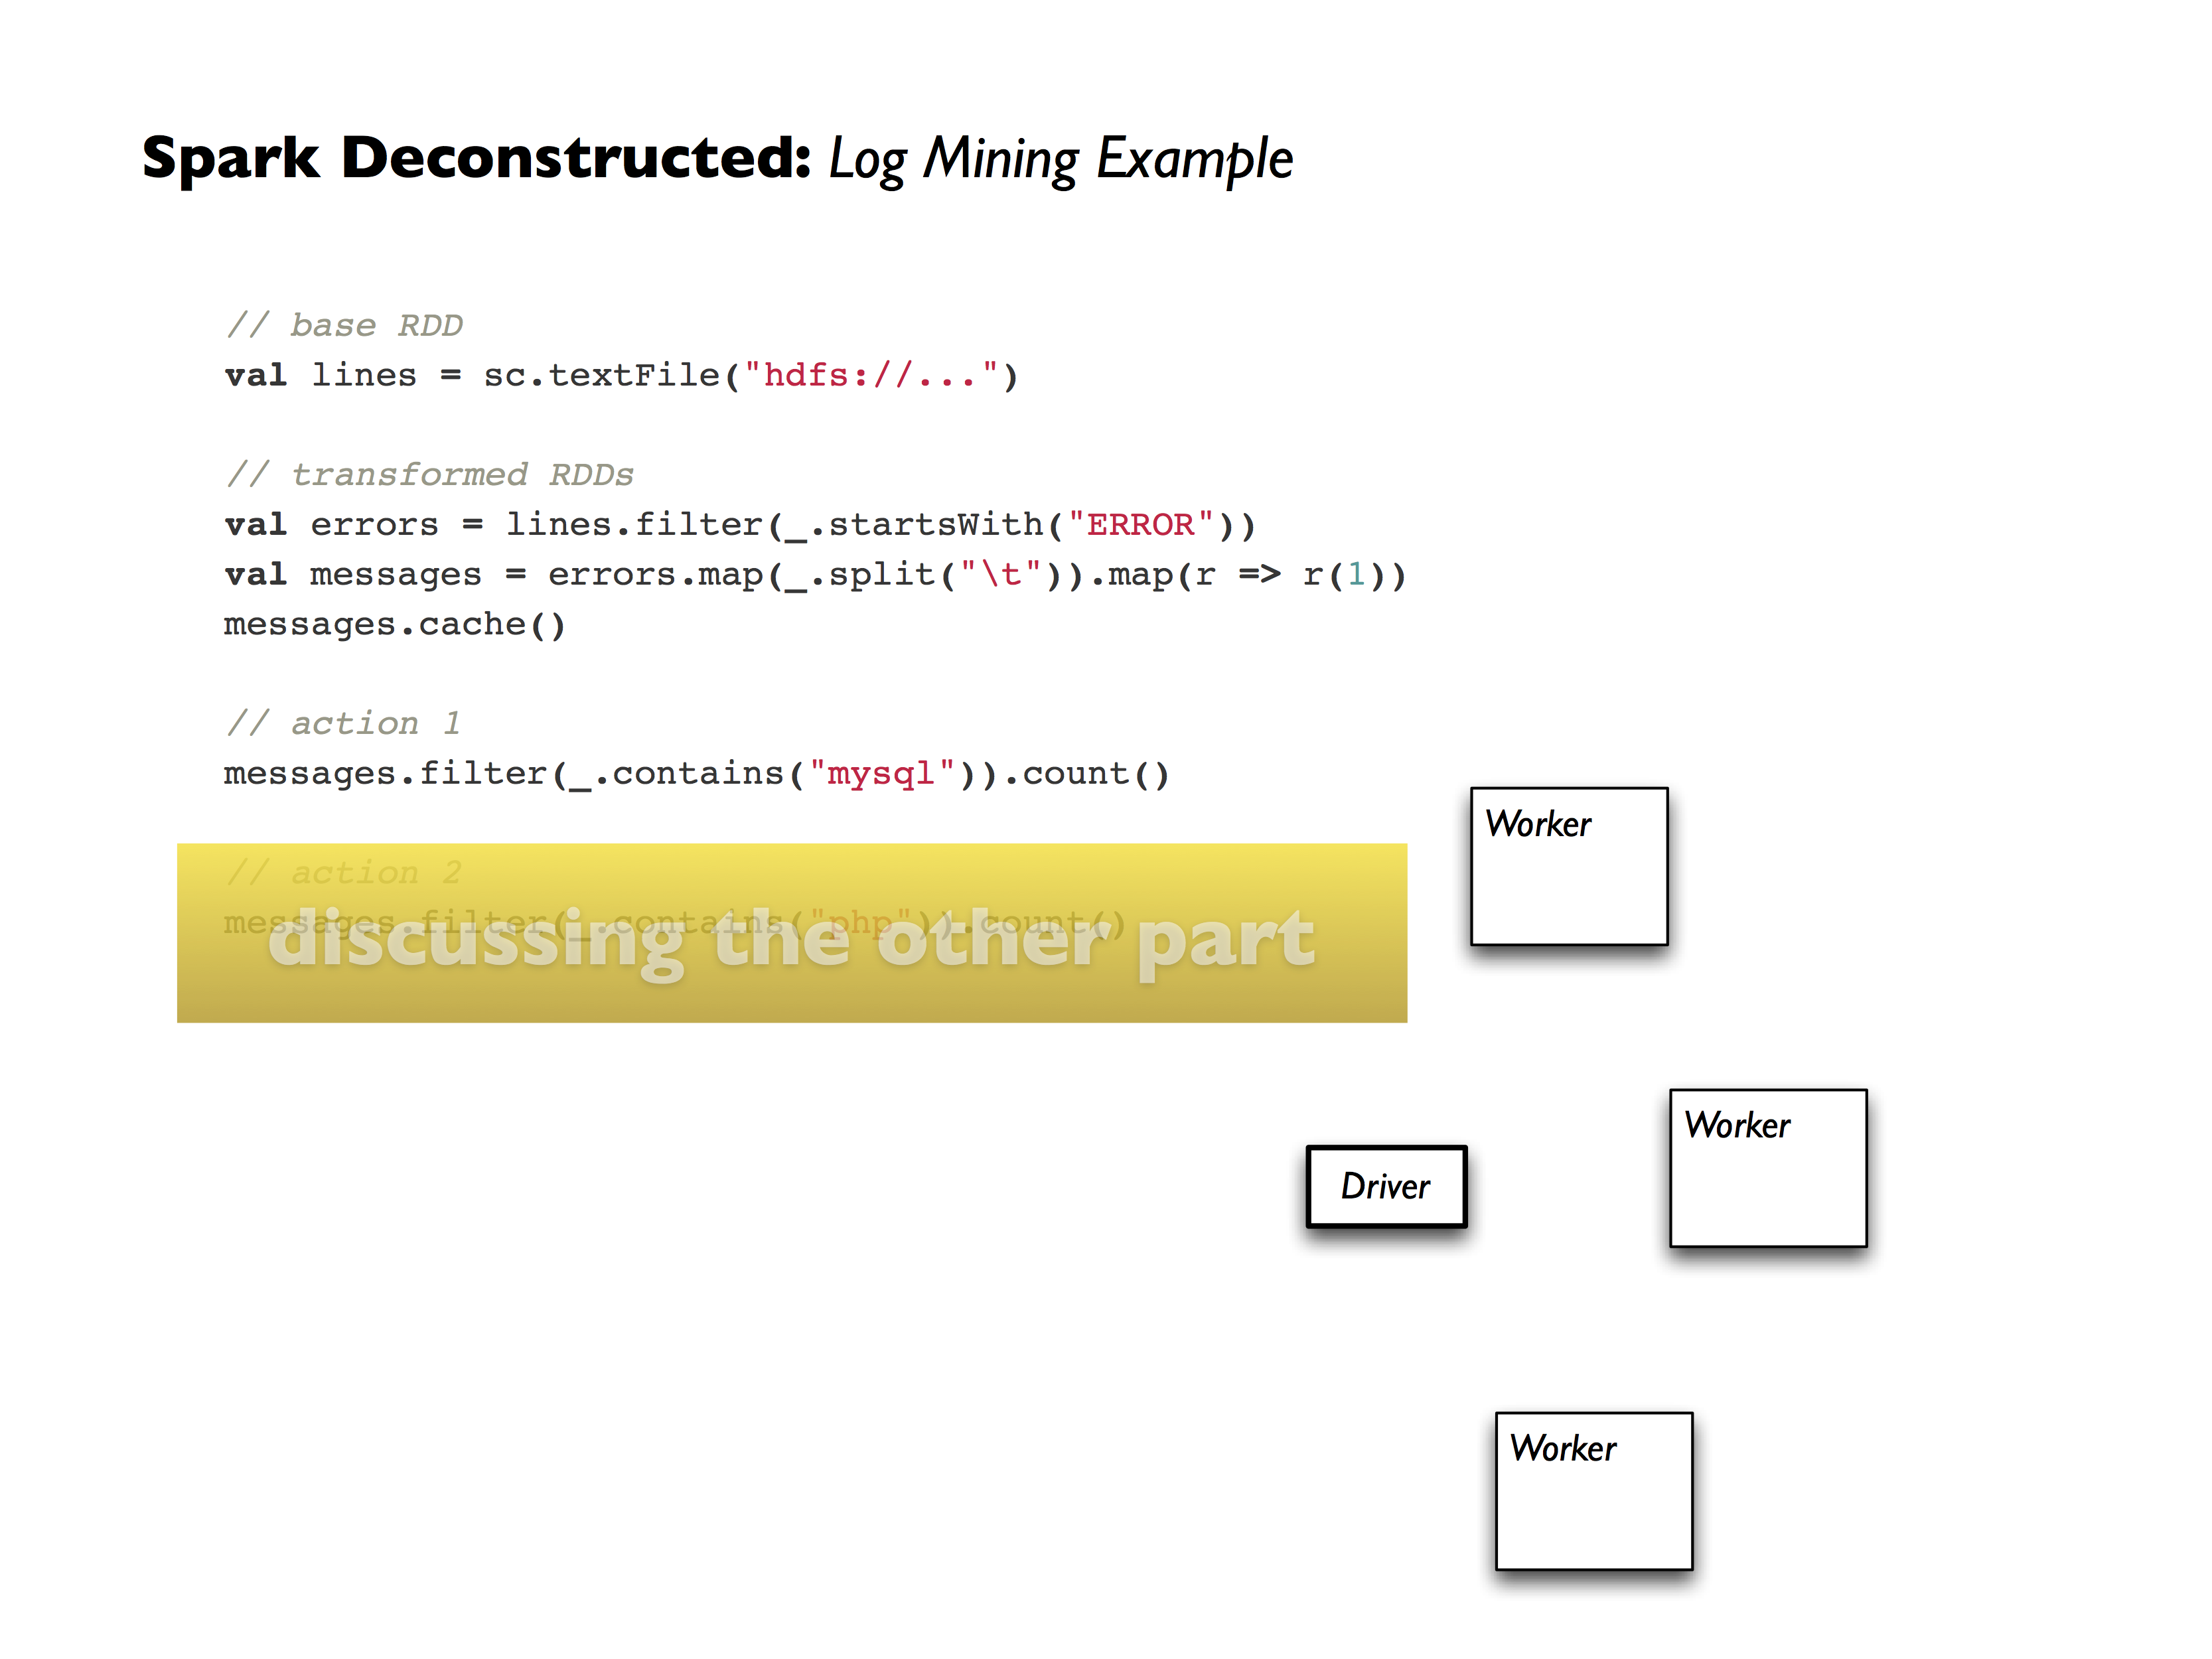 Spark Deconstructed: Log Mining Example
// base RDD
val lines = sc.textFile("hdfs://...")
// transformed RDDs
val errors = lines.filter(_.startsWith("ERROR"))
val messages = errors.map(_.split("\t")).map(r => r(1))
messages.cache()
// action 1
messages.filter(_.contains("mysql")).count()
// action 2
messages.filter(_.contains("php")).count()
discussing the other part
Worker
Worker
Driver
Worker